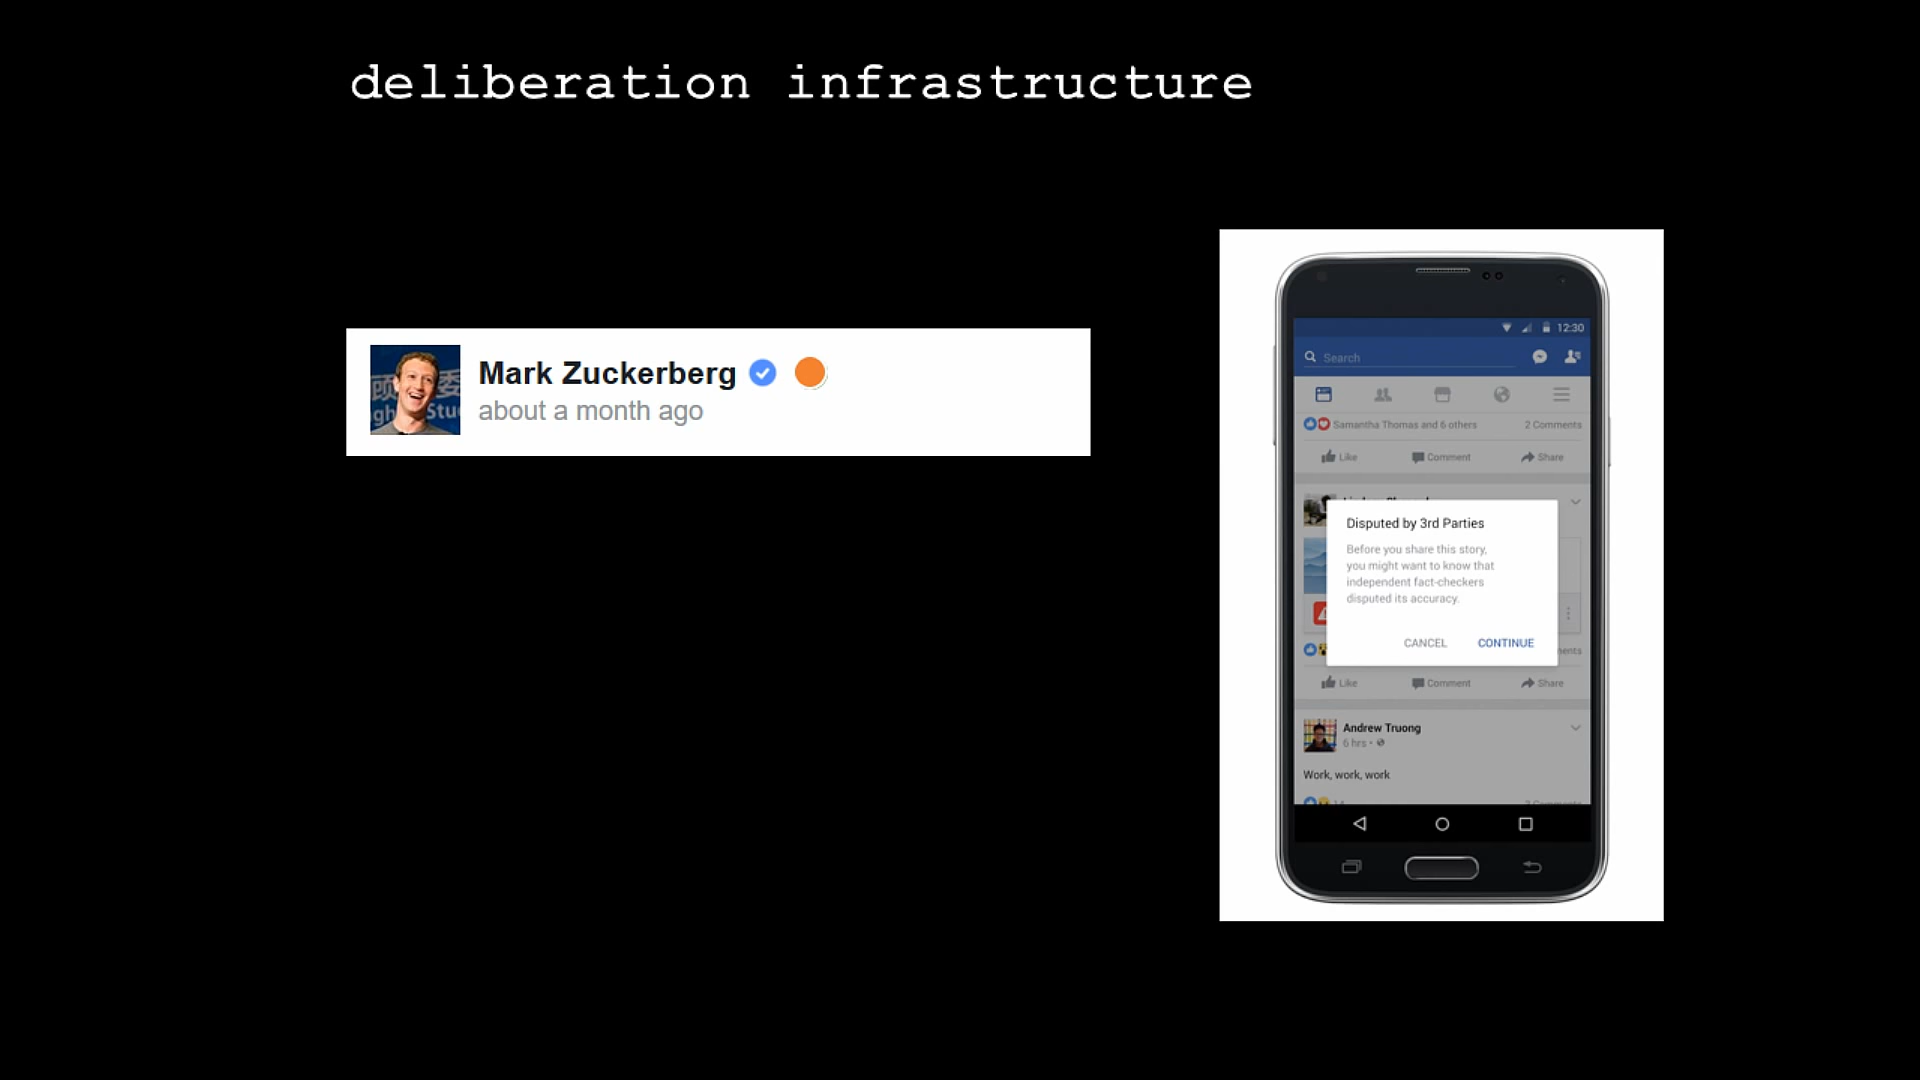 deliberation infrastructure
Mark Zuckerberg
about a month ago
12:30
Search
Samantha Thomas and 6 others 2 Comments
Like Comment Share
Disputed by 3rd Parties
Before you share this story,
you might want to know that
independent fact-checkers
disputed its accuracy.
CANCEL CONTINUE
Like Comment Share
Andrew Truong
6 hrs •
Work, work, work